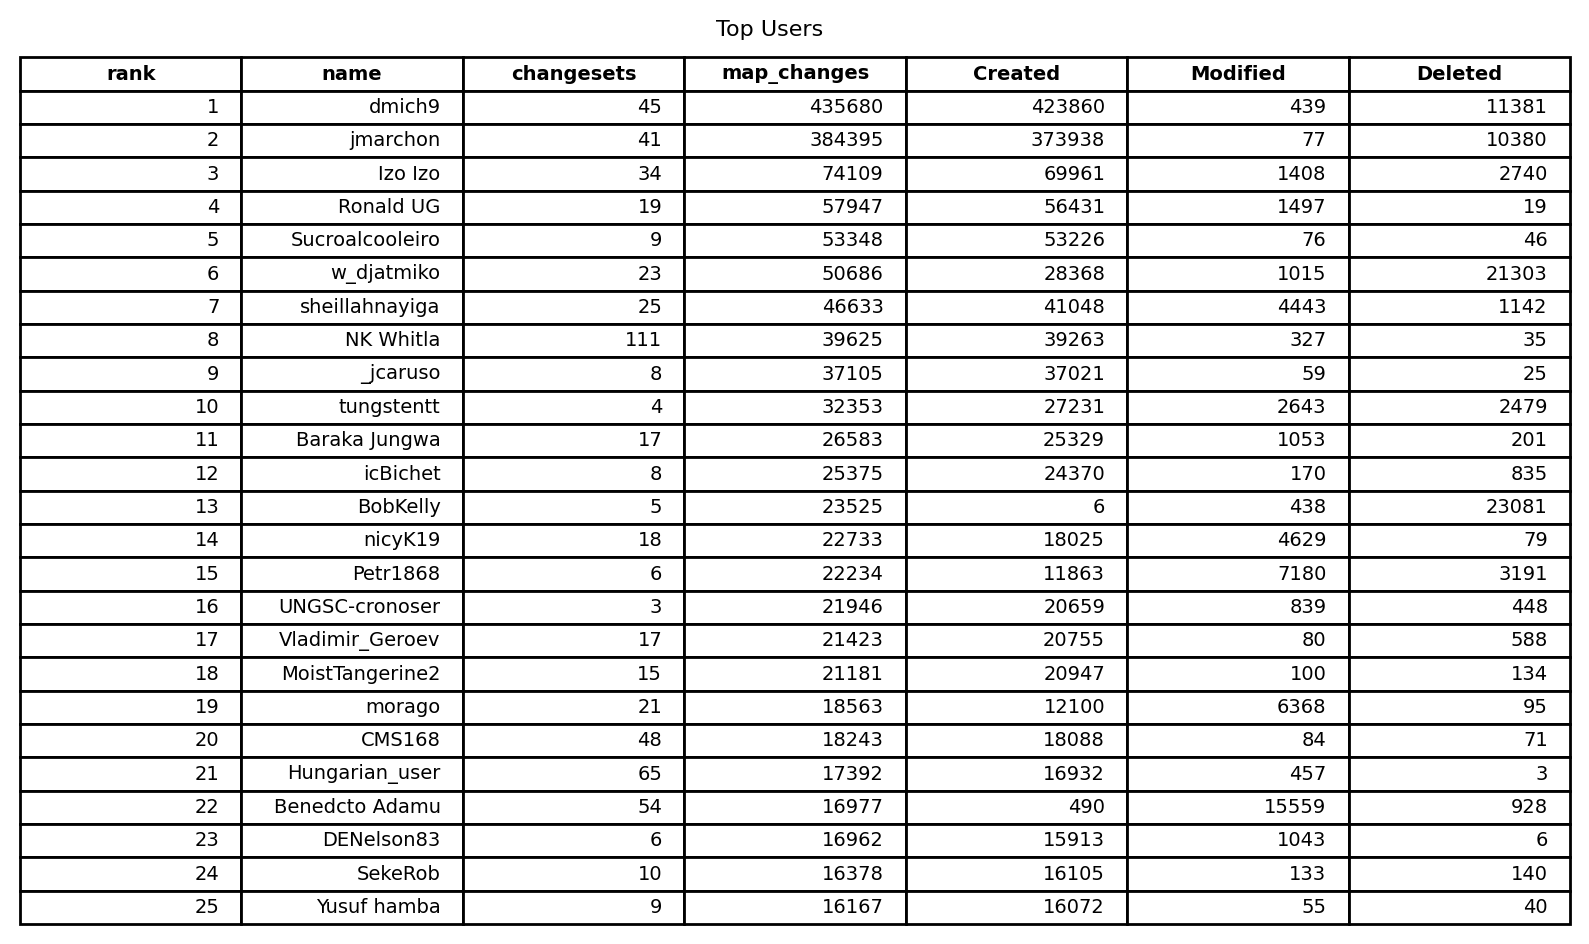 Top Users
rank name changesets map_changes Created Modified Deleted
1 dmich9 45 435680 423860 439 11381
2 jmarchon 41 384395 373938 77 10380
3 Izo Izo 34 74109 69961 1408 2740
4 Ronald UG 19 57947 56431 1497 19
5 Sucroalcooleiro 9 53348 53226 76 46
6 w_djatmiko 23 50686 28368 1015 21303
7 sheillahnayiga 25 46633 41048 4443 1142
8 NK Whitla 111 39625 39263 327 35
9 _jcaruso 8 37105 37021 59 25
10 tungstentt 4 32353 27231 2643 2479
11 Baraka Jungwa 17 26583 25329 1053 201
12 icBichet 8 25375 24370 170 835
13 BobKelly 5 23525 6 438 23081
14 nicyK19 18 22733 18025 4629 79
15 Petr1868 6 22234 11863 7180 3191
16 UNGSC-cronoser 3 21946 20659 839 448
17 Vladimir_Geroev 17 21423 20755 80 588
18 MoistTangerine2 15 21181 20947 100 134
19 morago 21 18563 12100 6368 95
20 CMS168 48 18243 18088 84 71
21 Hungarian_user 65 17392 16932 457 3
22 Benedcto Adamu 54 16977 490 15559 928
23 DENelson83 6 16962 15913 1043 6
24 SekeRob 10 16378 16105 133 140
25 Yusuf hamba 9 16167 16072 55 40